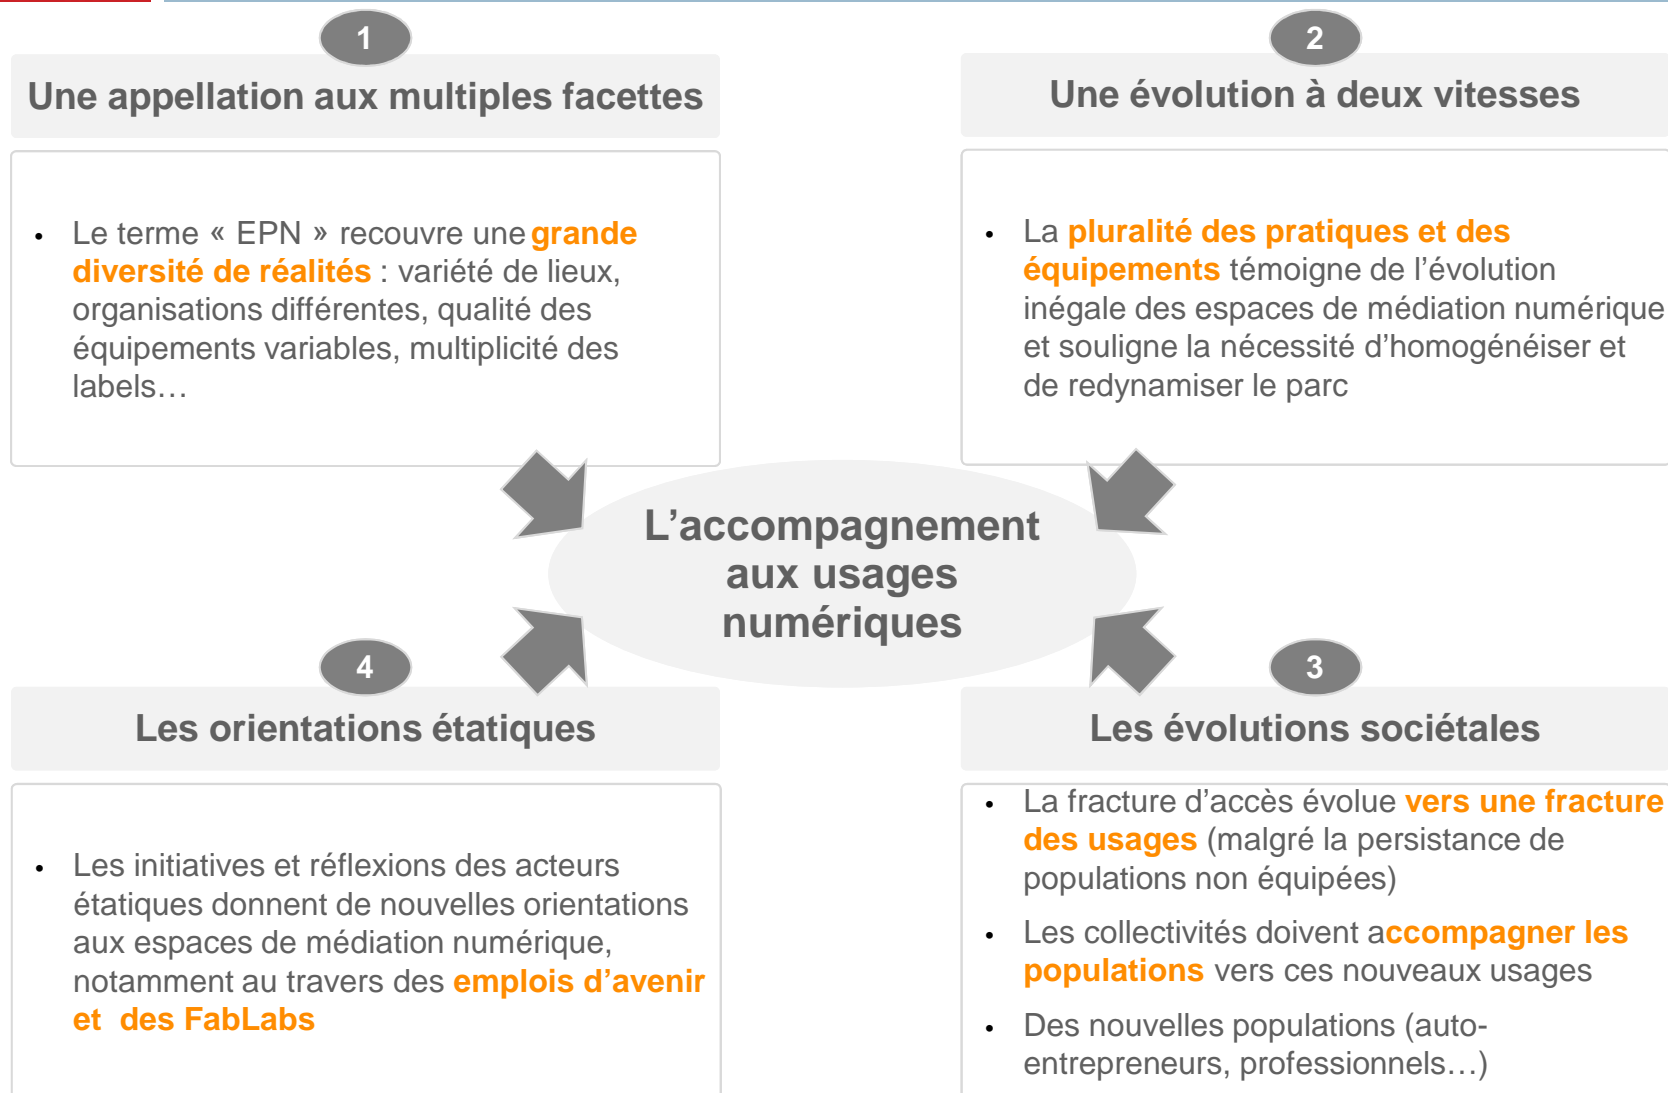 1
Une appellation aux multiples facettes
• Le terme « EPN » recouvre une grande
diversité de réalités : variété de lieux,
organisations différentes, qualité des
équipements variables, multiplicité des
labels…
2
Une évolution à deux vitesses
• La pluralité des pratiques et des
équipements témoigne de l’évolution
inégale des espaces de médiation numérique
et souligne la nécessité d’homogénéiser et
de redynamiser le parc
L’accompagnement
aux usages
numériques
4
Les orientations étatiques
• Les initiatives et réflexions des acteurs
étatiques donnent de nouvelles orientations
aux espaces de médiation numérique,
notamment au travers des emplois d’avenir
et des FabLabs
3
Les évolutions sociétales
• La fracture d’accès évolue vers une fracture
des usages (malgré la persistance de
populations non équipées)
• Les collectivités doivent accompagner les
populations vers ces nouveaux usages
• Des nouvelles populations (auto-
entrepreneurs, professionnels…)